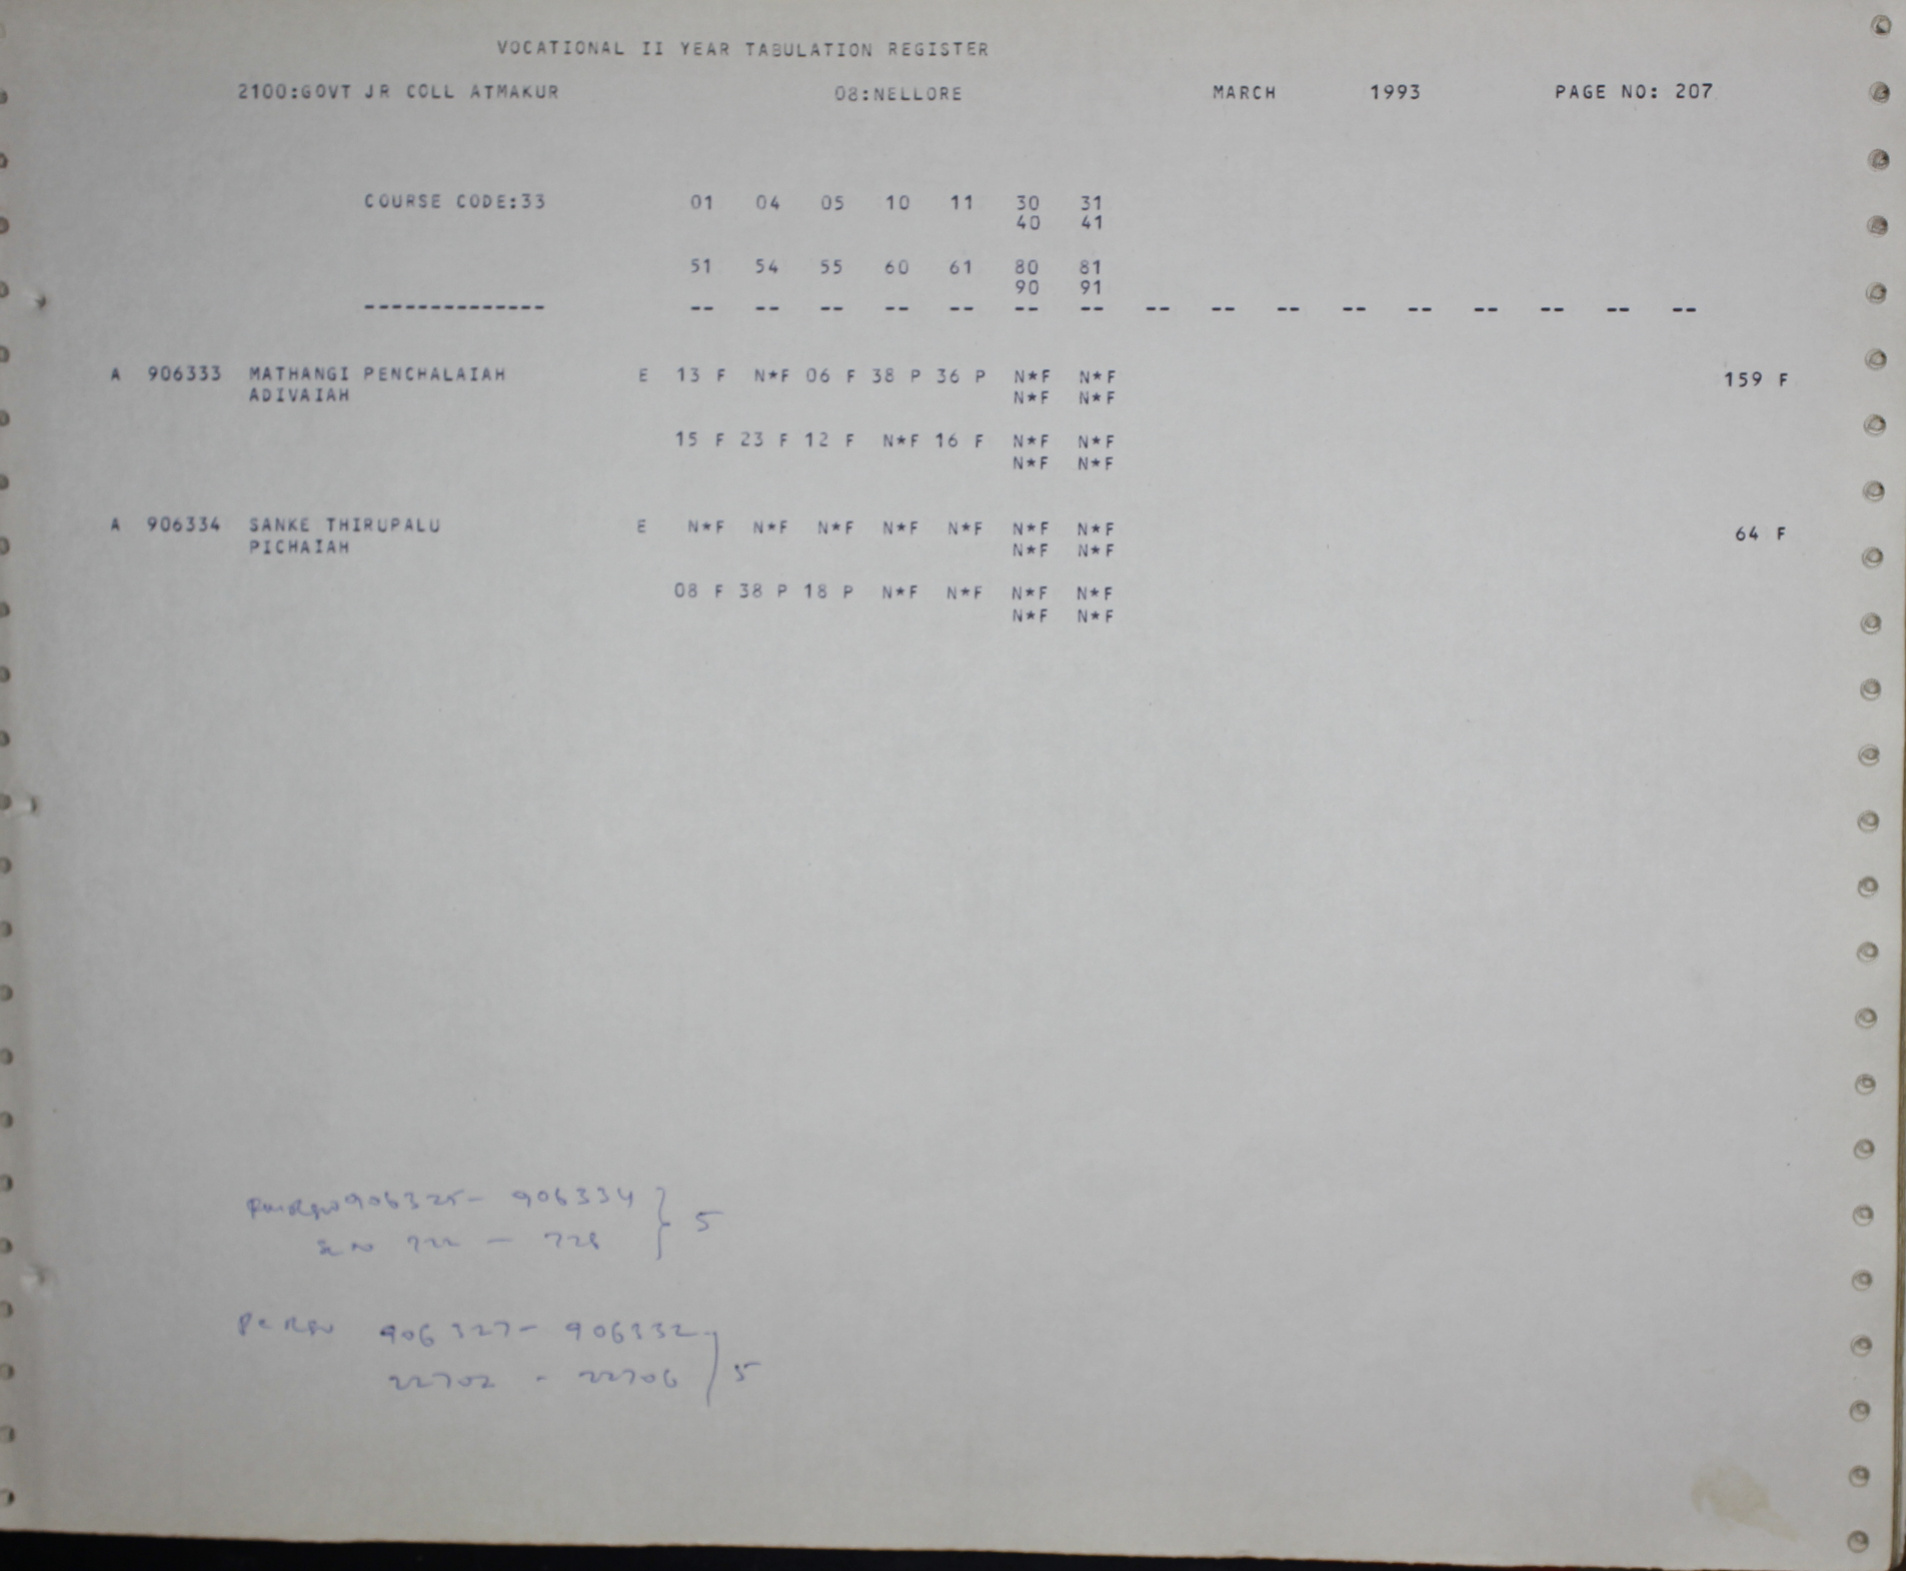 VOCATIONAL II YEAR TABULATION REGISTER
2100:GOVT JR COLL ATMAKUR 08:NELLORE MARCH 1993 PAGE NO: 207
COURSE CODE:33 01 04 05 10 11 30 31
40 41
51 54 55 60 61 80 81
90 91
-------------- -- -- -- -- -- -- -- -- -- -- -- -- -- -- -- --
A 906333 MATHANGI PENCHALAIAH E 13 F N*F 06 F 38 P 36 P N*F N*F 159 F
ADIVAIAH N*F N*F
15 F 23 F 12 F N*F 16 F N*F N*F
N*F N*F
A 906334 SANKE THIRUPALU E N*F N*F N*F N*F N*F N*F N*F 64 F
PICHAIAH N*F N*F
08 F 38 P 18 P N*F N*F N*F N*F
N*F N*F
906325- 906334 } 5
722 -
906327- 906332
22702 - 22706 } 5